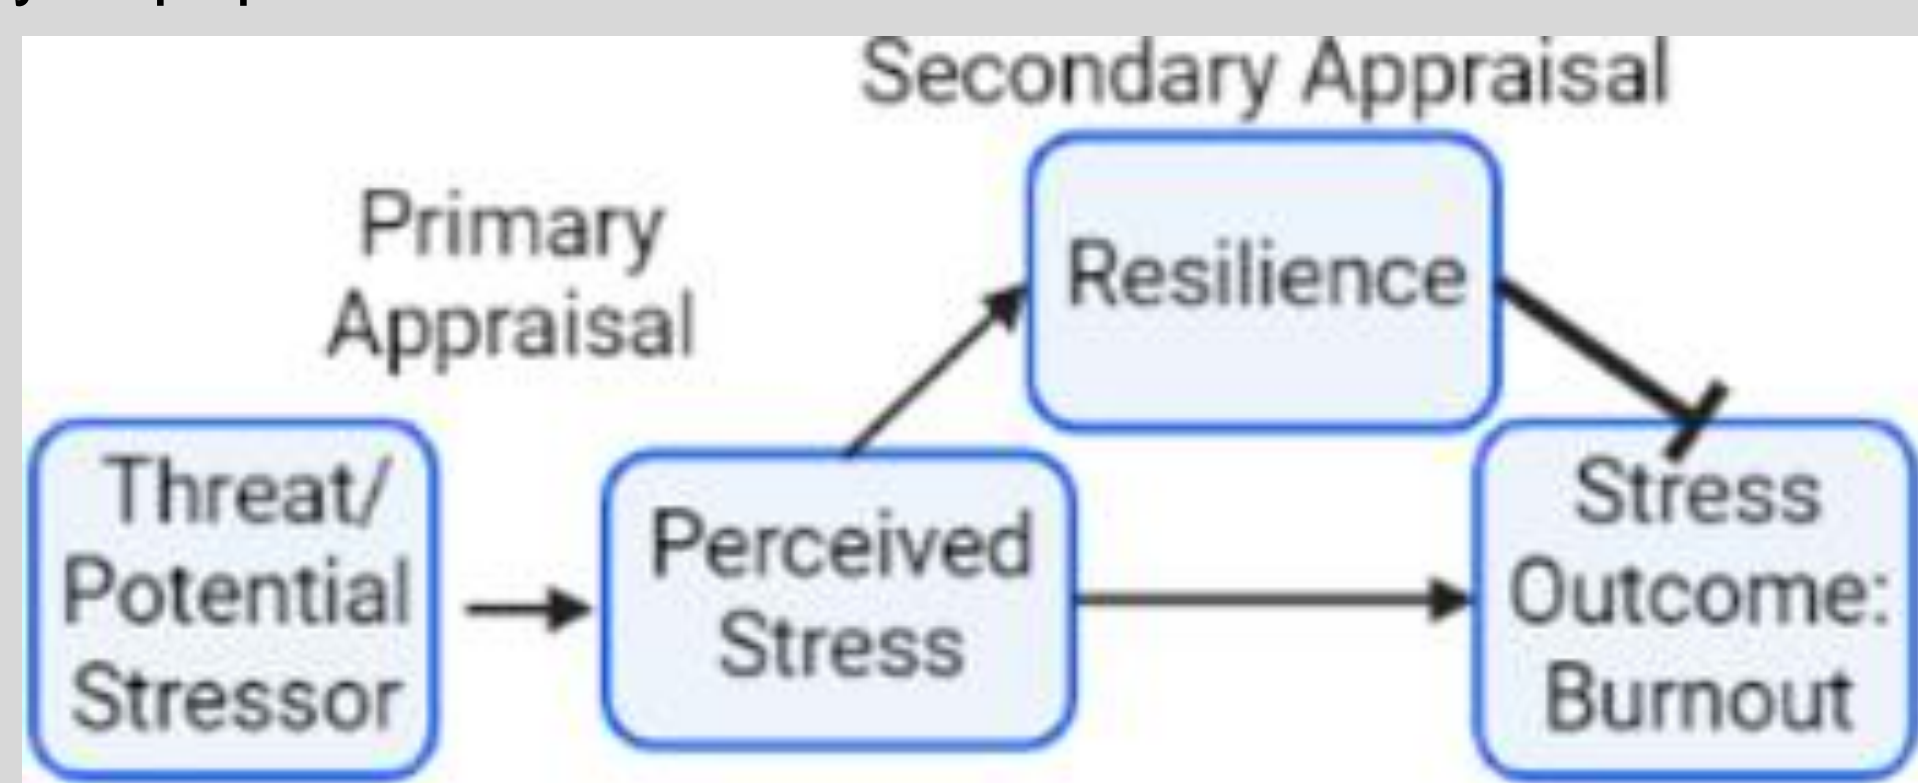 Secondary Appraisal
Primary
Appraisal
Resilience
Threat/
Potential
Stressor
Perceived
Stress
Stress
Outcome:
Burnout